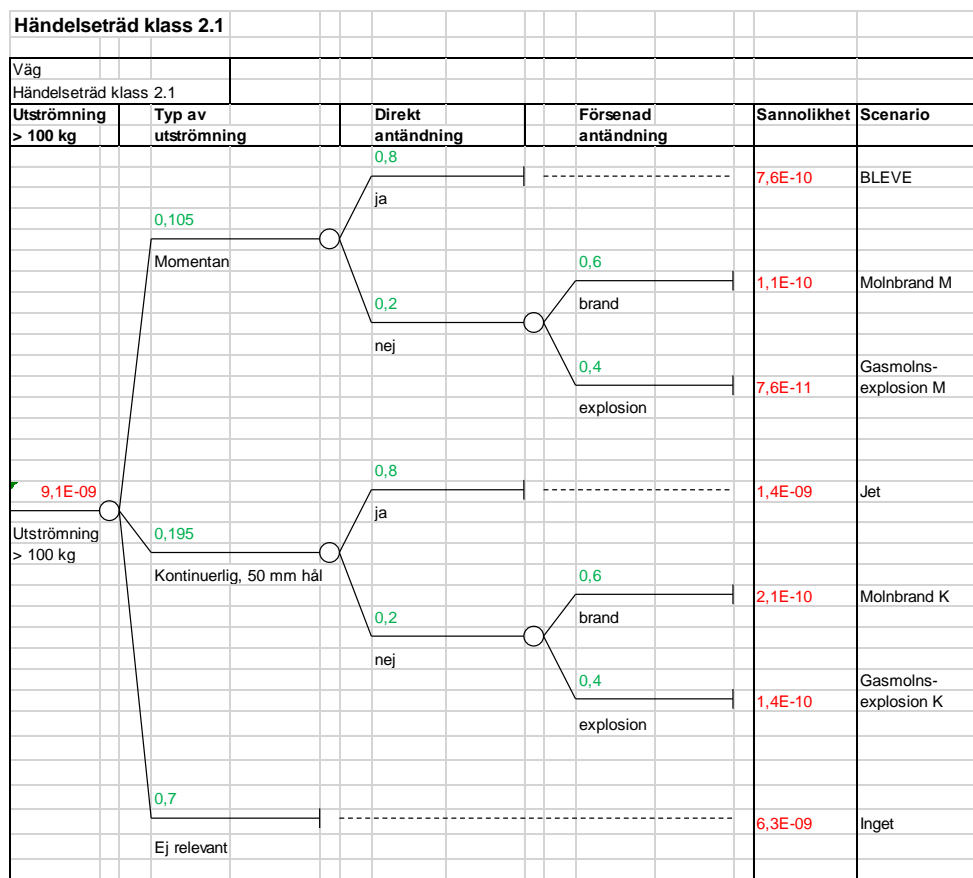 Händelseträd klass 2.1
Väg
Händelseträd klass 2.1
Utströmning
> 100 kg
Typ av
utströmning
Direkt
antändning
Försenad
antändning
Sannolikhet
Scenario
0,8
ja
7,6E-10
BLEVE
0,105
Momentan
0,6
brand
1,1E-10
Molnbrand M
0,2
nej
0,4
explosion
7,6E-11
Gasmolns-
explosion M
9,1E-09
Utströmning
> 100 kg
0,8
ja
1,4E-09
Jet
0,195
Kontinuerlig, 50 mm hål
0,6
brand
2,1E-10
Molnbrand K
0,2
nej
0,4
explosion
1,4E-10
Gasmolns-
explosion K
0,7
Ej relevant
6,3E-09
Inget